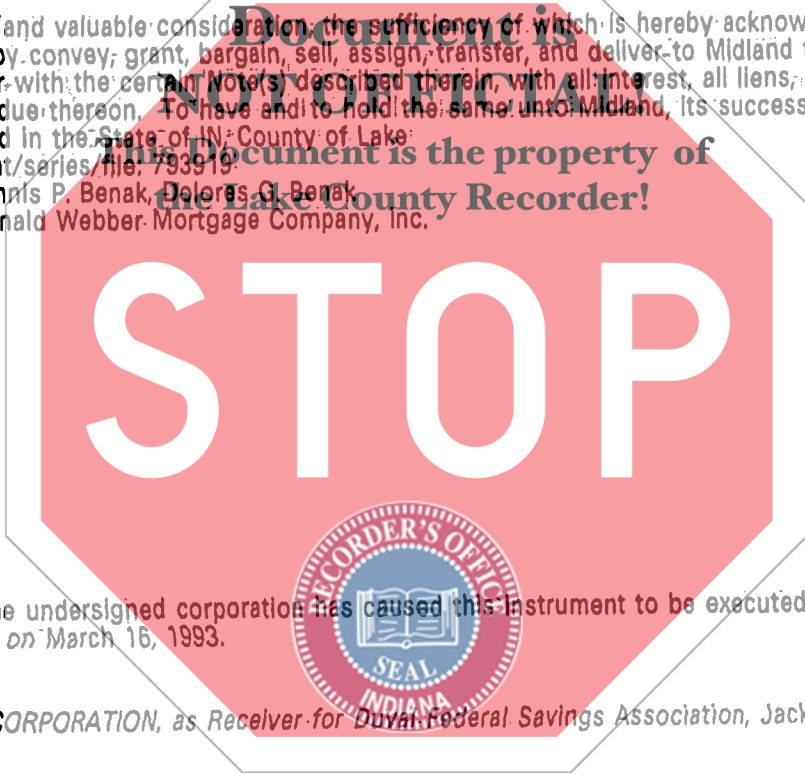 and valuable consideration, the sufficiency of which is hereby acknow
Document is
by convey, grant, bargain, sell, assign, transfer, and deliver to Midland
r with the certain Note(s) described therein, with all interest, all liens,
NOT OFFICIAL!
due thereon. To have and to hold the same unto Midland, its success
d in the State of IN County of Lake
This Document is the property of
nt/series/file: 793919
nnis P. Benak, Dolores G. Benak
the Lake County Recorder!
nald Webber Mortgage Company, Inc.
STOP
RECORDER'S OFFICE
e undersigned corporation has caused this instrument to be executed
on March 16, 1993.
SEAL
INDIANA
CORPORATION, as Receiver for Duval Federal Savings Association, Jack